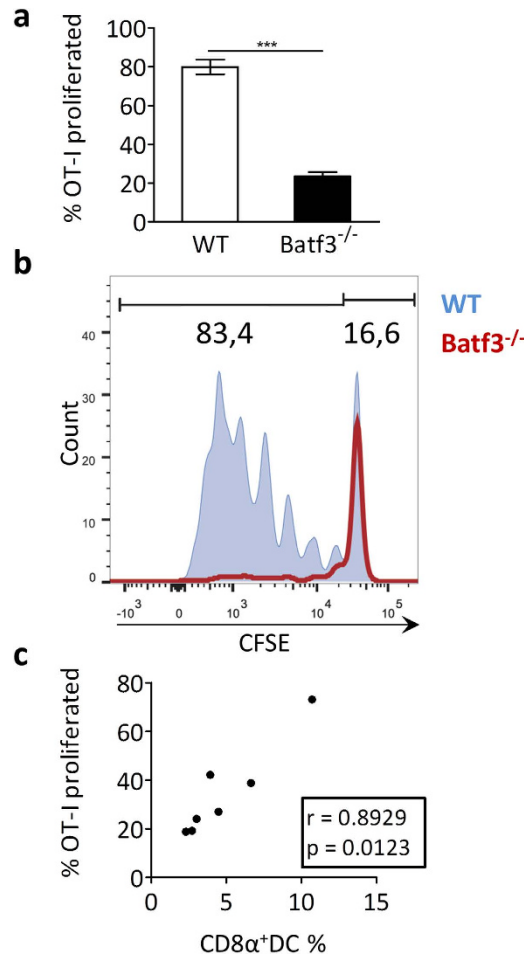 a
% OT-I proliferated
100
80
60
40
20
0
***
WT
Batf3-/-
b
WT
Batf3-/-
83,4
16,6
Count
40
30
20
10
0
-10³
0
10³
10⁴
10⁵
CFSE
c
% OT-I proliferated
80
60
40
20
0
r = 0.8929
p = 0.0123
0
5
10
15
CD8α⁺DC %